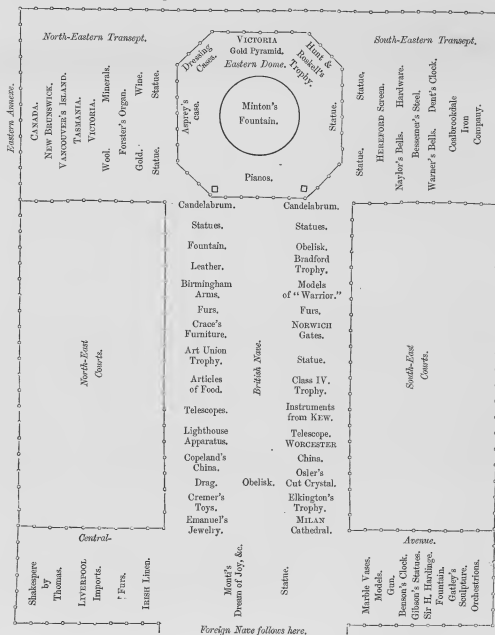 North-Eastern Transept.
Eastern Annexe.
CANADA.
NEW BRUNSWICK,
VANCOUVER'S ISLAND.
TASMANIA.
VICTORIA.
Wool.
Minerals.
Forster's Organ.
Gold.
Wine.
Statue.
Statue.
VICTORIA
Gold Pyramid.
Eastern Dome.
Dressing
Cases.
Hunt &
Roskell's
Trophy.
Asprey's
case.
Minton's
Fountain.
Statue.
Pianos.
South-Eastern Transept.
Statue.
Statue.
HEREFORD Screen.
Naylor's Bells.
Hardware.
Bessemer's Steel.
Warner's Bells.
Dent's Clock.
Coalbrookdale
Iron
Company.
Candelabrum.
Statues.
Fountain.
Leather.
Birmingham
Arms.
Furs.
Crace's
Furniture.
Art Union
Trophy.
Articles
of Food.
Telescopes.
Lighthouse
Apparatus.
Copeland's
China.
Drag.
Cremer's
Toys.
Emanuel's
Jewelry.
British Nave.
Obelisk.
Candelabrum.
Statues.
Obelisk.
Bradford
Trophy.
Models
of "Warrior."
Furs,
NORWICH
Gates.
Statue.
Class IV.
Trophy.
Instruments
from KEW.
Telescope.
WORCESTER
China.
Osler's
Cut Crystal.
Elkington's
Trophy.
MILAN
Cathedral.
North-East
Courts.
South-East
Courts.
Central-
Avenue.
Shakespere
by
Thomas.
LIVERPOOL
Imports.
Furs.
IRISH Linen.
Monti's
Dream of Joy, &c.
Statue.
Marble Vases.
Models.
Gun.
Benson's Clock.
Gibson's Statues.
Sir H. Hardinge.
Fountain.
Gatley's
Sculpture.
Orchestrions.
Foreign Nave follows here.